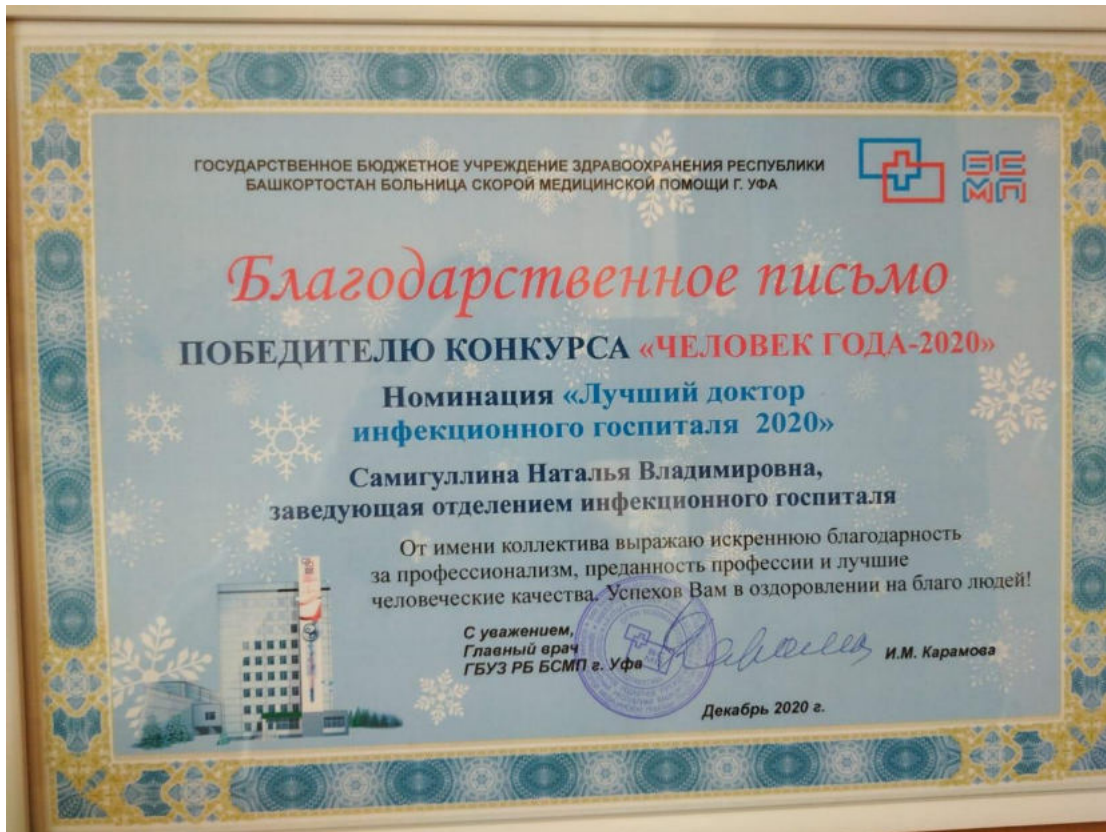 ГОСУДАРСТВЕННОЕ БЮДЖЕТНОЕ УЧРЕЖДЕНИЕ ЗДРАВООХРАНЕНИЯ РЕСПУБЛИКИ
БАШКОРТОСТАН БОЛЬНИЦА СКОРОЙ МЕДИЦИНСКОЙ ПОМОЩИ Г. УФА
БС
МП
Благодарственное письмо
ПОБЕДИТЕЛЮ КОНКУРСА «ЧЕЛОВЕК ГОДА-2020»
Номинация «Лучший доктор
инфекционного госпиталя 2020»
Самигуллина Наталья Владимировна,
заведующая отделением инфекционного госпиталя
От имени коллектива выражаю искреннюю благодарность
за профессионализм, преданность профессии и лучшие
человеческие качества. Успехов Вам в оздоровлении на благо людей!
С уважением,
Главный врач
ГБУЗ РБ БСМП г. Уфа
И.М. Карамова
Декабрь 2020 г.